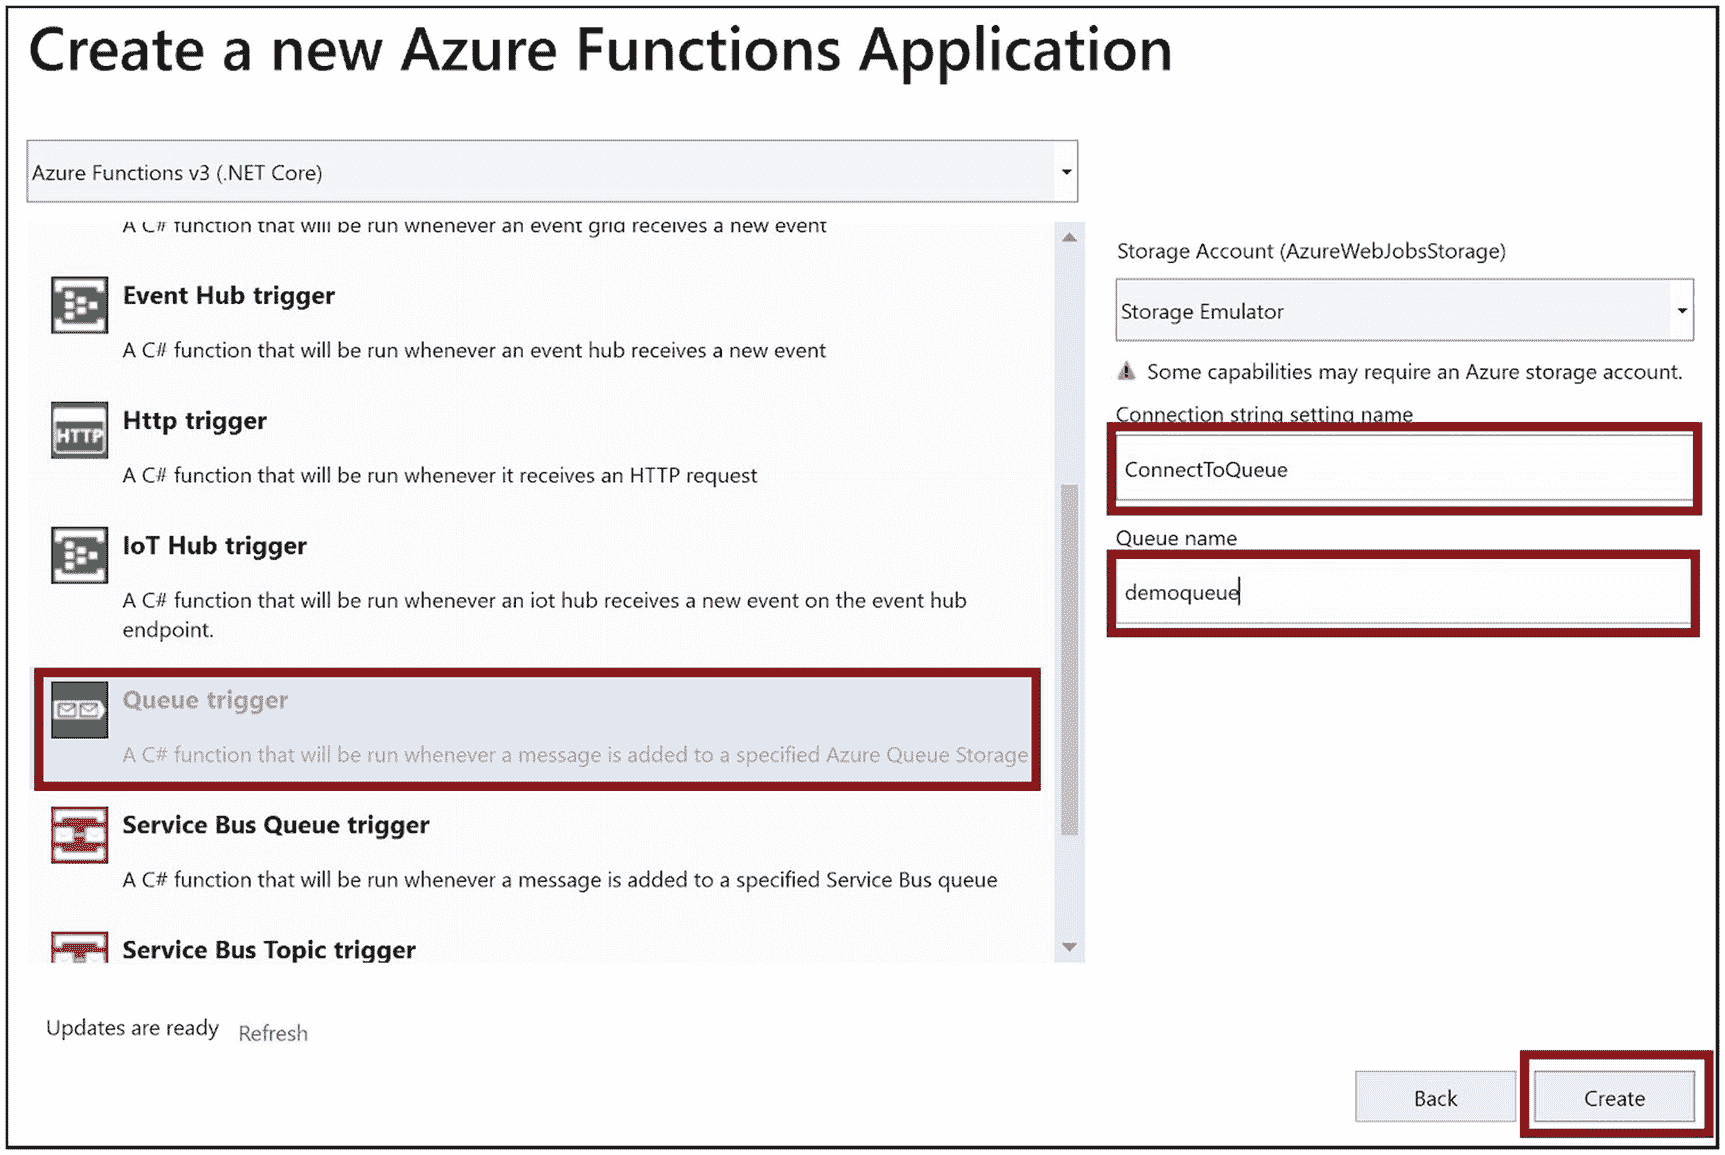 Create a new Azure Functions Application
Azure Functions v3 (.NET Core)
A C# function that will be run whenever an event grid receives a new event
Event Hub trigger
A C# function that will be run whenever an event hub receives a new event
HTTP
Http trigger
A C# function that will be run whenever it receives an HTTP request
IoT Hub trigger
A C# function that will be run whenever an iot hub receives a new event on the event hub
endpoint.
Queue trigger
A C# function that will be run whenever a message is added to a specified Azure Queue Storage
Service Bus Queue trigger
A C# function that will be run whenever a message is added to a specified Service Bus queue
Service Bus Topic trigger
Updates are ready Refresh
Storage Account (AzureWebJobsStorage)
Storage Emulator
Some capabilities may require an Azure storage account.
Connection string setting name
ConnectToQueue
Queue name
demoqueue
Back
Create